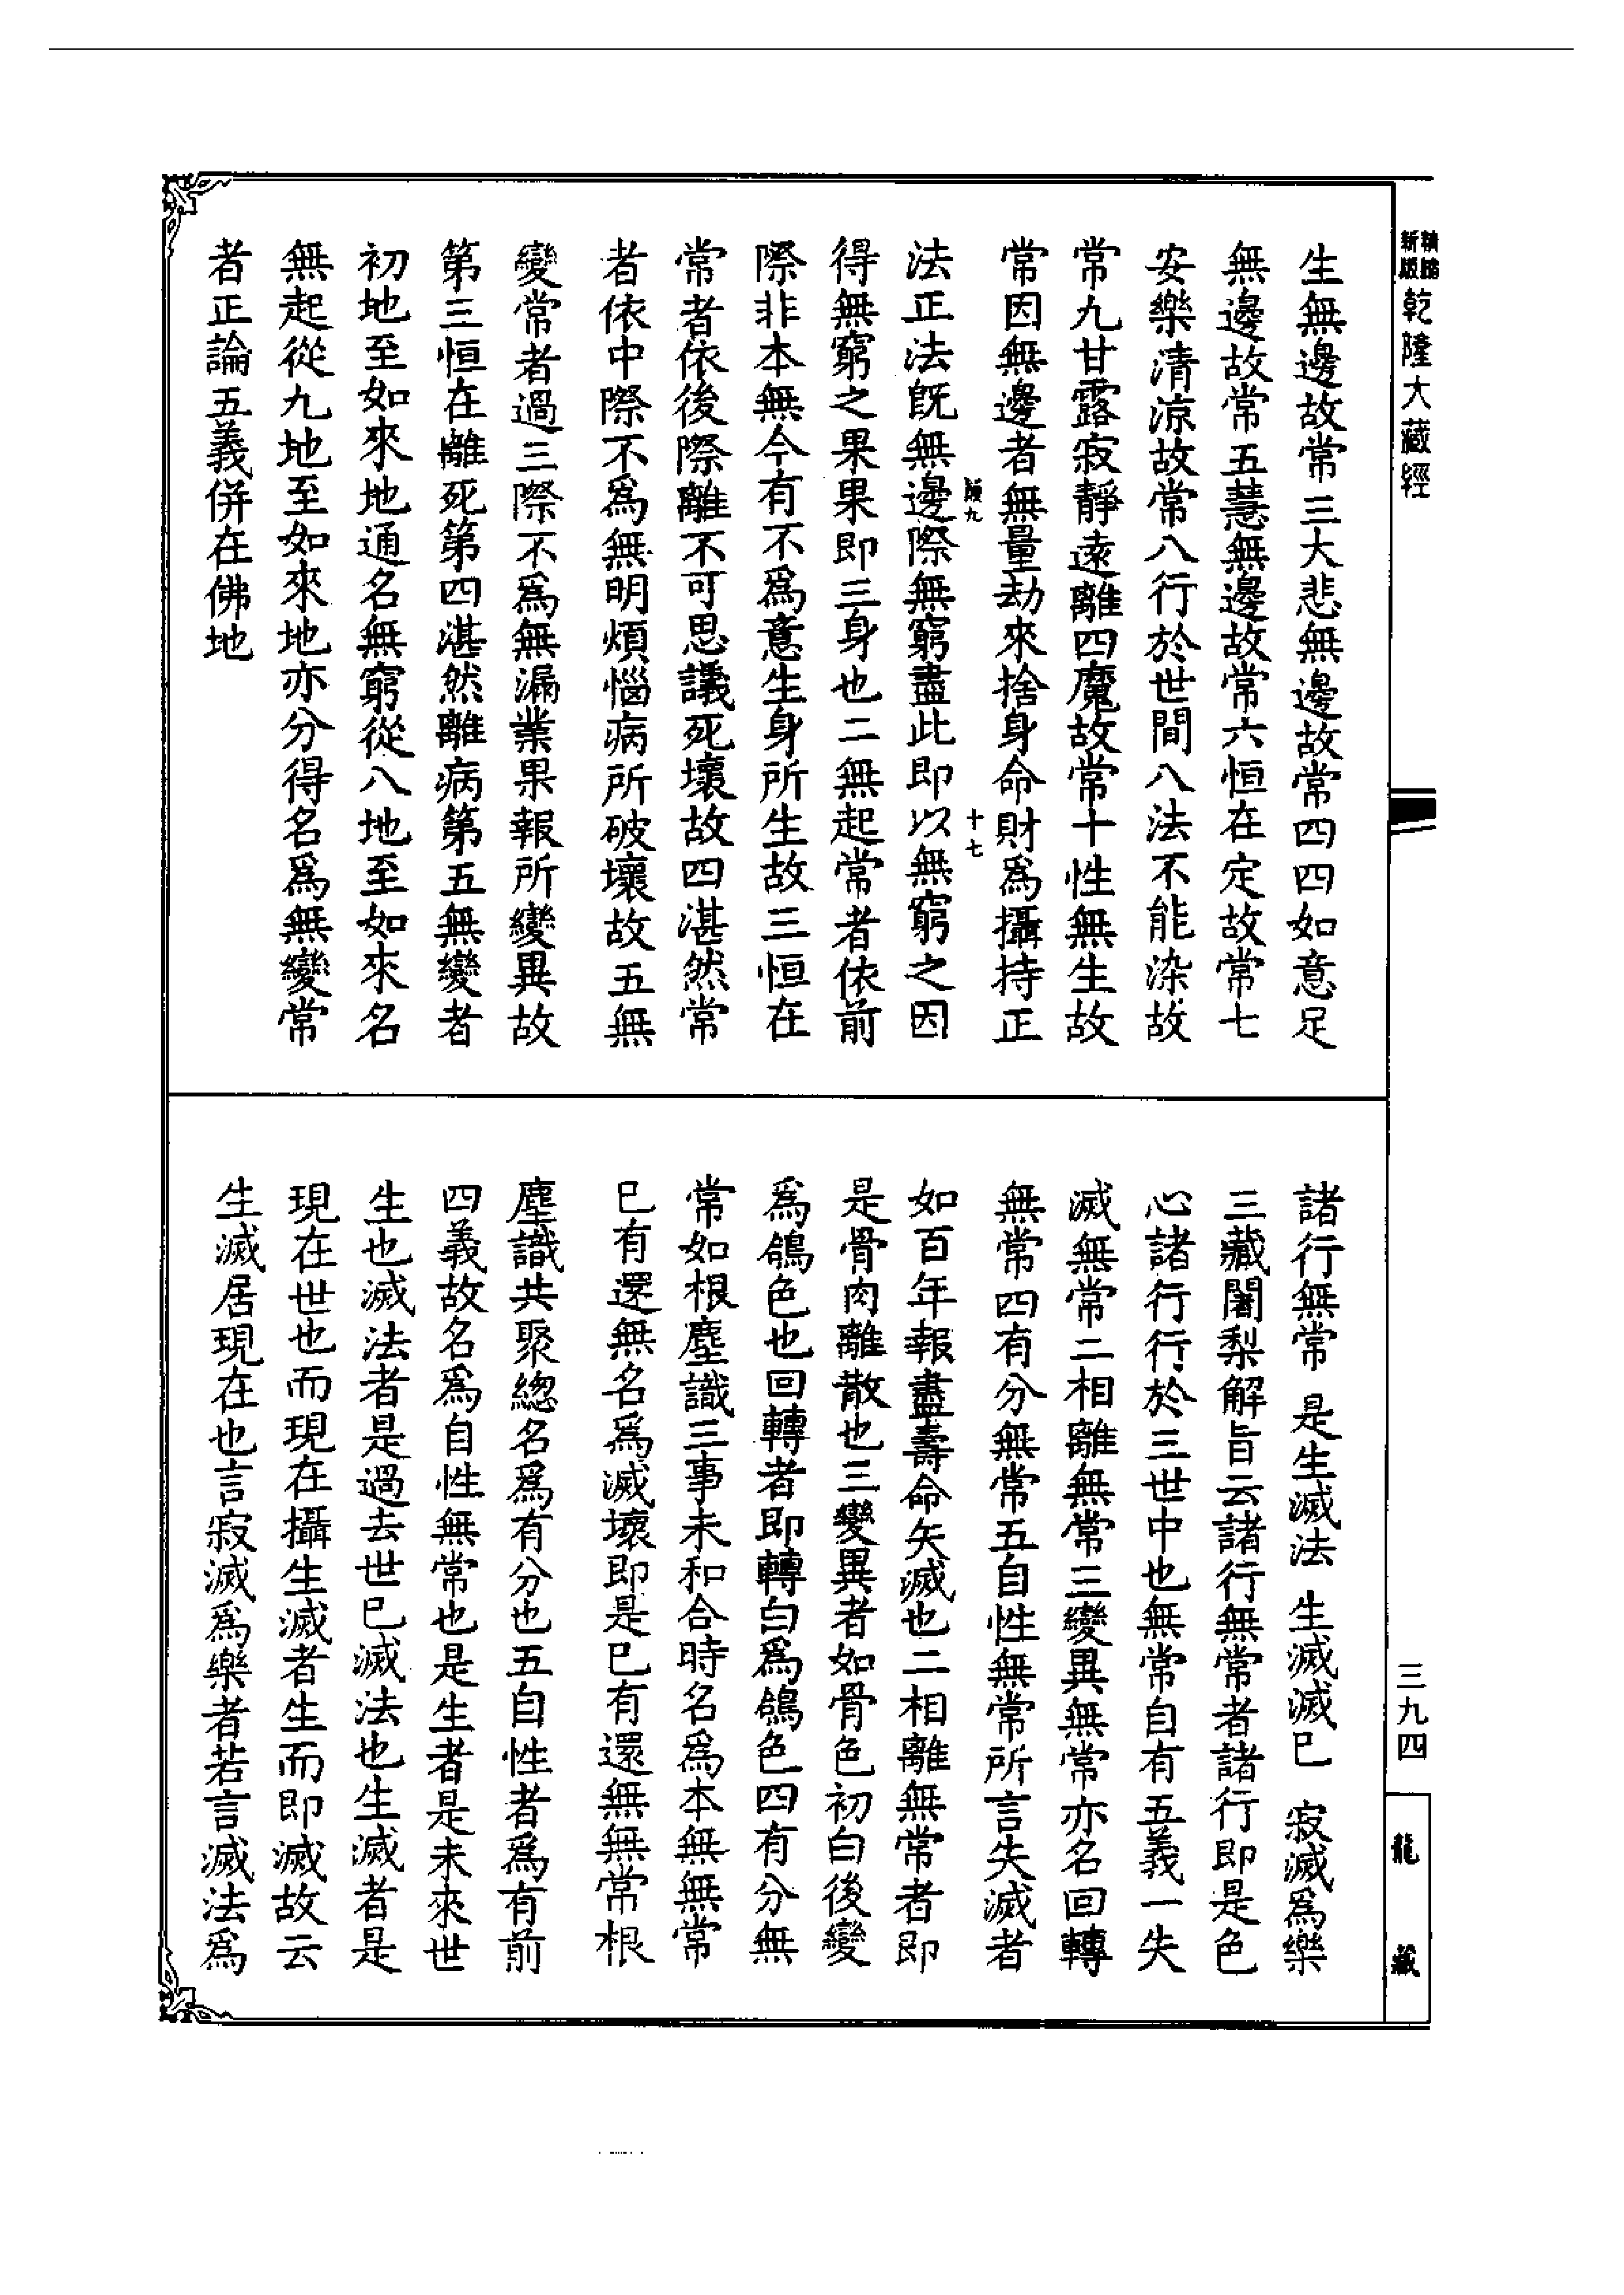 新版
精縮
乾隆大藏經
生無邊故常三大悲無邊故常四四如意足
無邊故常五慧無邊故常六恒在定故常七
安樂清涼故常八行於世間八法不能染故
常九甘露寂靜遠離四魔故常十性無生故
常因無邊者無量劫來捨身命財為攝持正
十七
法正法既無邊際無窮盡此即以無窮之因
得無窮之果果即三身也二無起常者依前
際非本無今有不為意生身所生故三恒在
常者依後際離不可思議死壞故四湛然常
者依中際不為無明煩惱病所破壞故五無
變常者過三際不為無漏業果報所變異故
第三恒在離死第四湛然離病第五無變者
初地至如來地通名無窮從八地至如來名
無起從九地至如來地亦分得名為無變常
者正論五義併在佛地
諸行無常 是生滅法 生滅滅已 寂滅為樂
三藏闍梨解旨云諸行無常者諸行即是色
心諸行行於三世中也無常自有五義一失
滅無常二相離無常三變異無常亦名回轉
無常四有分無常五自性無常所言失滅者
如百年報盡壽命矢滅也二相離無常者即
是骨肉離散也三變異者如骨色初白後變
為鴿色也回轉者即轉白為鴿色四有分無
常如根塵識三事未和合時名為本無無常
已有還無名為滅壞即是已有還無無常根
塵識共聚總名為有分也五自性者為有前
四義故名為自性無常也是生者是未來世
生也滅法者是過去世已滅法也生滅者是
現在世也而現在攝生滅者生而即滅故云
生滅居現在也言寂滅為樂者若言滅法為
三九四
龍藏